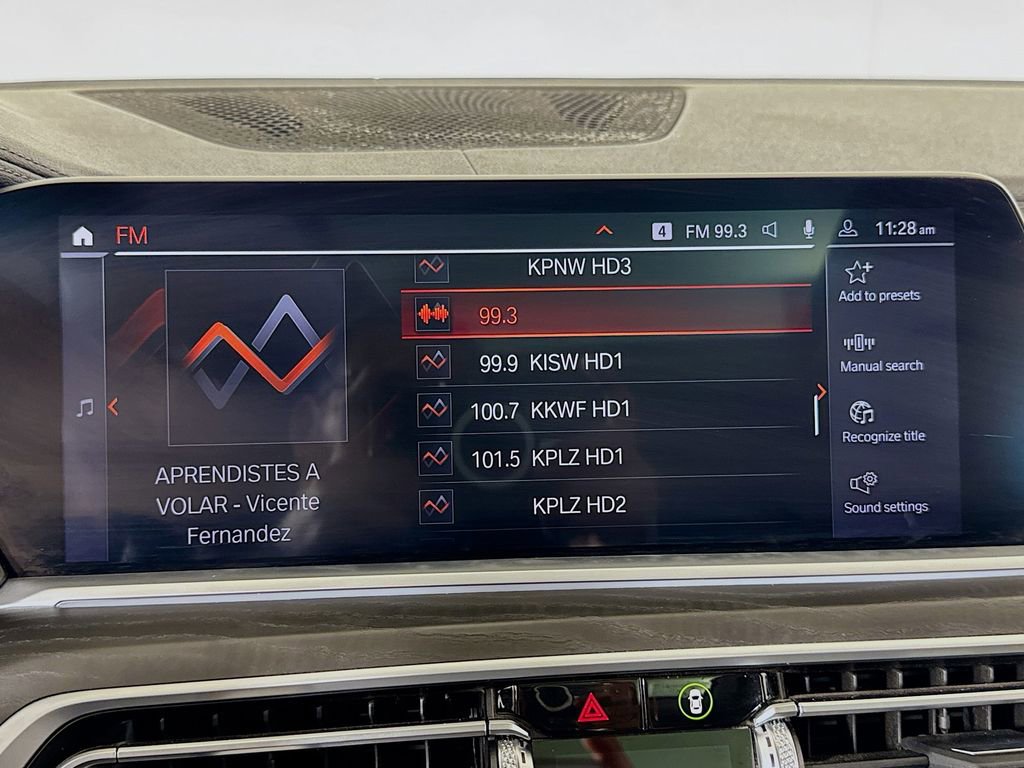 FM
4 FM 99.3 11:28 am
KPNW HD3
99.3
99.9 KISW HD1
100.7 KKWF HD1
101.5 KPLZ HD1
KPLZ HD2
APRENDISTES A
VOLAR - Vicente
Fernandez
Add to presets
Manual search
Recognize title
Sound settings